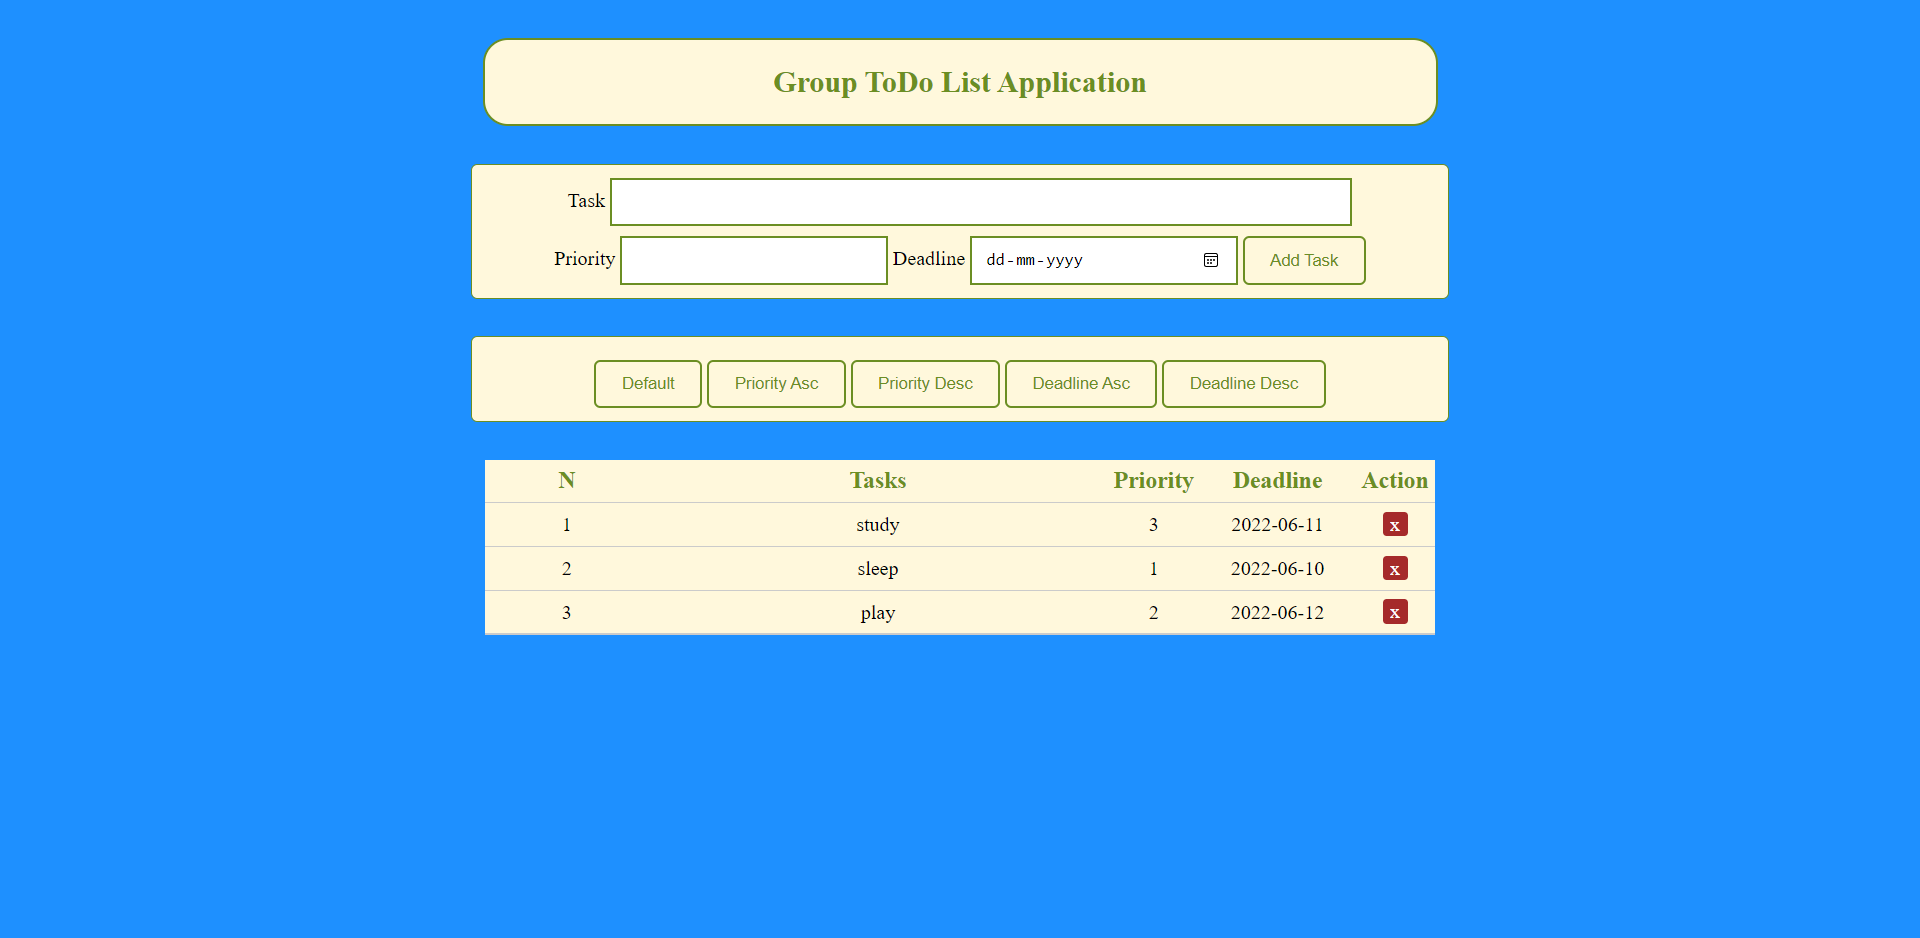 Group ToDo List Application
Task
Priority Deadline dd-mm-yyyy Add Task
Default Priority Asc Priority Desc Deadline Asc Deadline Desc
N Tasks Priority Deadline Action
1 study 3 2022-06-11 x
2 sleep 1 2022-06-10 x
3 play 2 2022-06-12 x